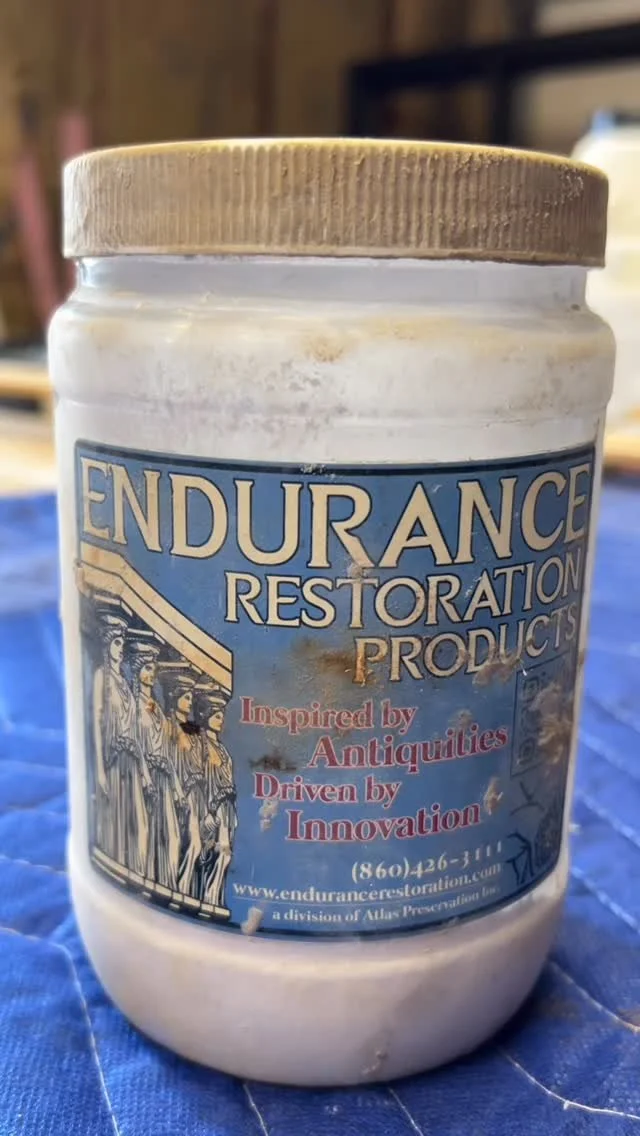 ENDURANCE
RESTORATION
PRODUCTS
Inspired by
Antiquities
Driven by
Innovation
(860)426-3111
www.endurancerestoration.com
a division of Atlas Preservation Inc.